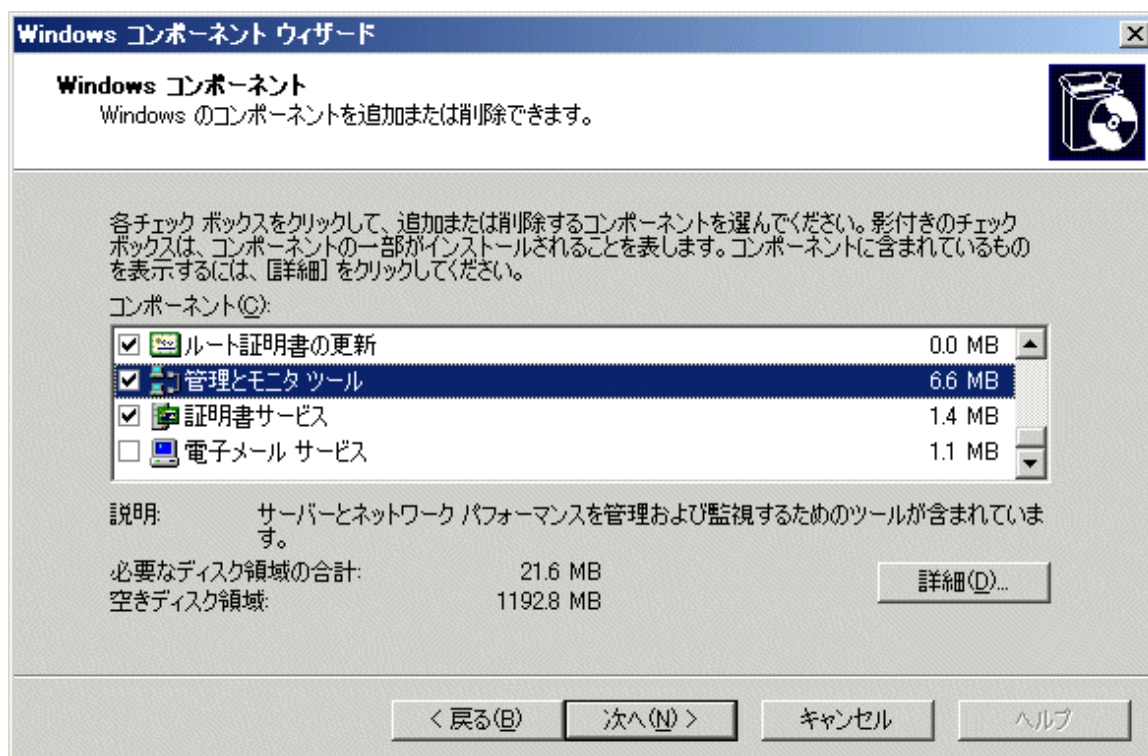 Windows コンポーネント ウィザード
Windows コンポーネント
Windows のコンポーネントを追加または削除できます。
各チェック ボックスをクリックして、追加または削除するコンポーネントを選んでください。影付きのチェック
ボックスは、コンポーネントの一部がインストールされることを表します。コンポーネントに含まれているもの
を表示するには、[詳細] をクリックしてください。
コンポーネント(C):
ルート証明書の更新 0.0 MB
管理とモニタ ツール 6.6 MB
証明書サービス 1.4 MB
電子メール サービス 1.1 MB
説明: サーバーとネットワーク パフォーマンスを管理および監視するためのツールが含まれていま
す。
必要なディスク領域の合計: 21.6 MB
空きディスク領域: 1192.8 MB
詳細(D)...
< 戻る(B) 次へ(N) > キャンセル ヘルプ